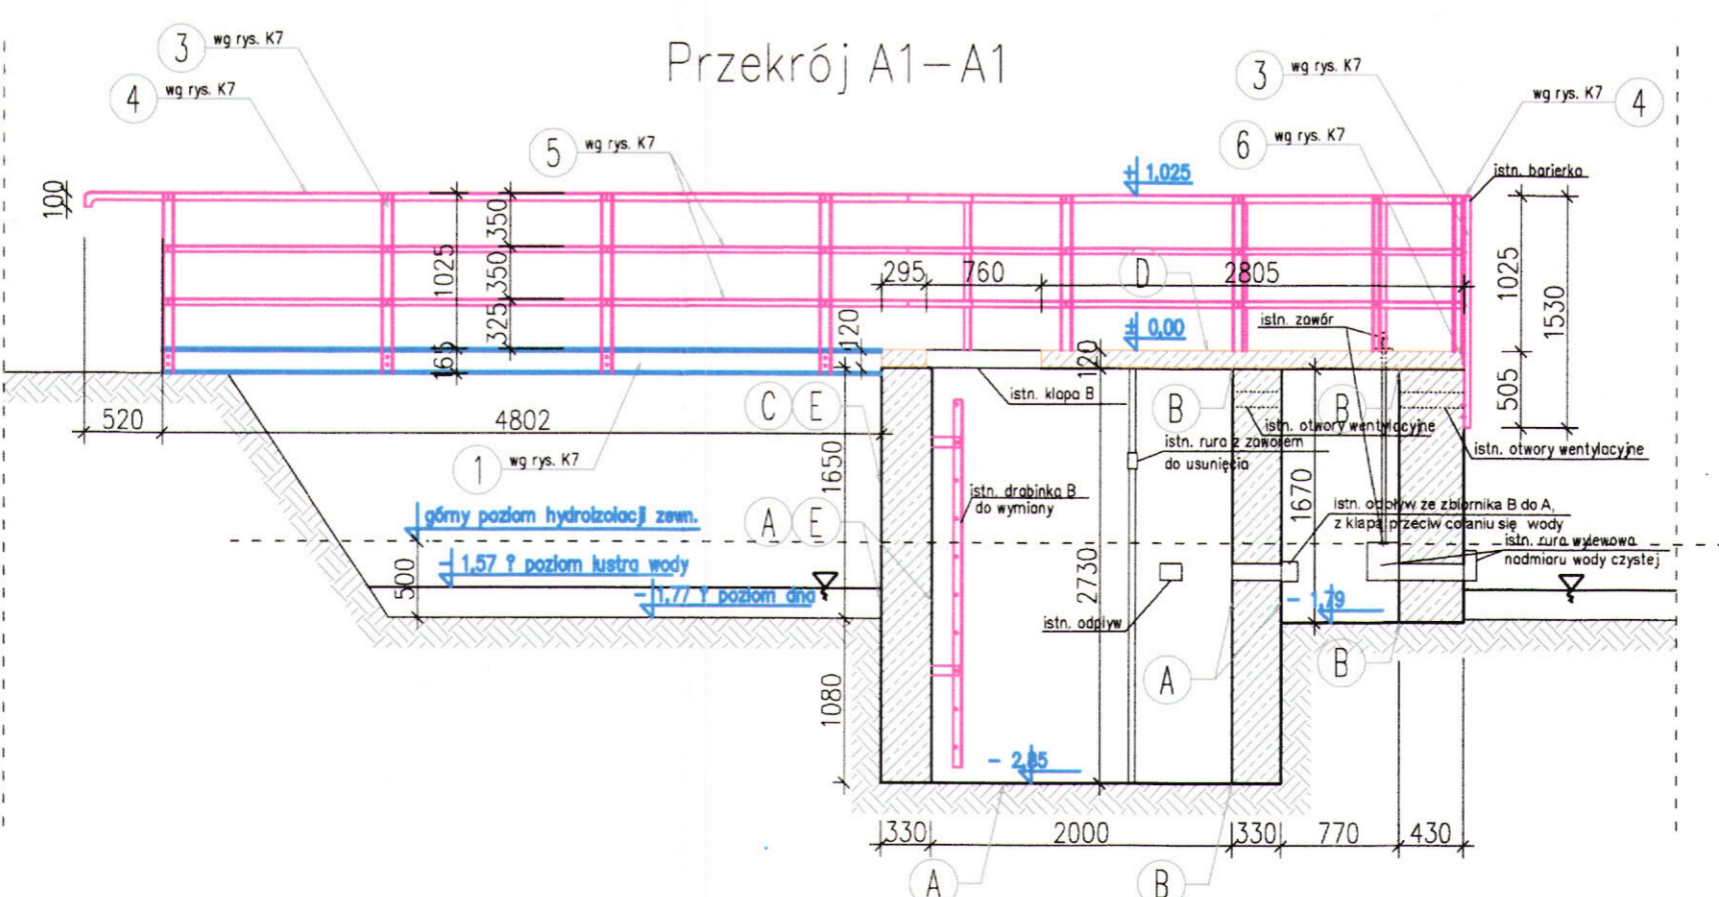 Przekrój A1-A1
3 wg rys. K7
4 wg rys. K7
5 wg rys. K7
3 wg rys. K7
wg rys. K7 4
6 wg rys. K7
istn. barierka
+ 1,025
100
1025
350
350
325
165
120
295
760
D
2805
± 0,00
istn. zawór
1025
1530
505
120
520
4802
1 wg rys. K7
C E
istn. klapa B
B
B
istn. otwory wentylacyjne
istn. otwory wentylacyjne
istn. rura z zaworem
do usunięcia
1650
A E
istn. drabinka B
do wymiany
1670
istn. odpływ ze zbiornika B do A,
z klapą przeciw cofaniu się wody
istn. rura wylewowa
nadmiaru wody czystej
górny poziom hydroizolacji zewn.
- 1,57 ? poziom lustra wody
500
- 1,77 ? poziom dna
2730
- 1,79
istn. odpływ
A
B
1080
- 2,85
330
2000
330
770
430
A
B